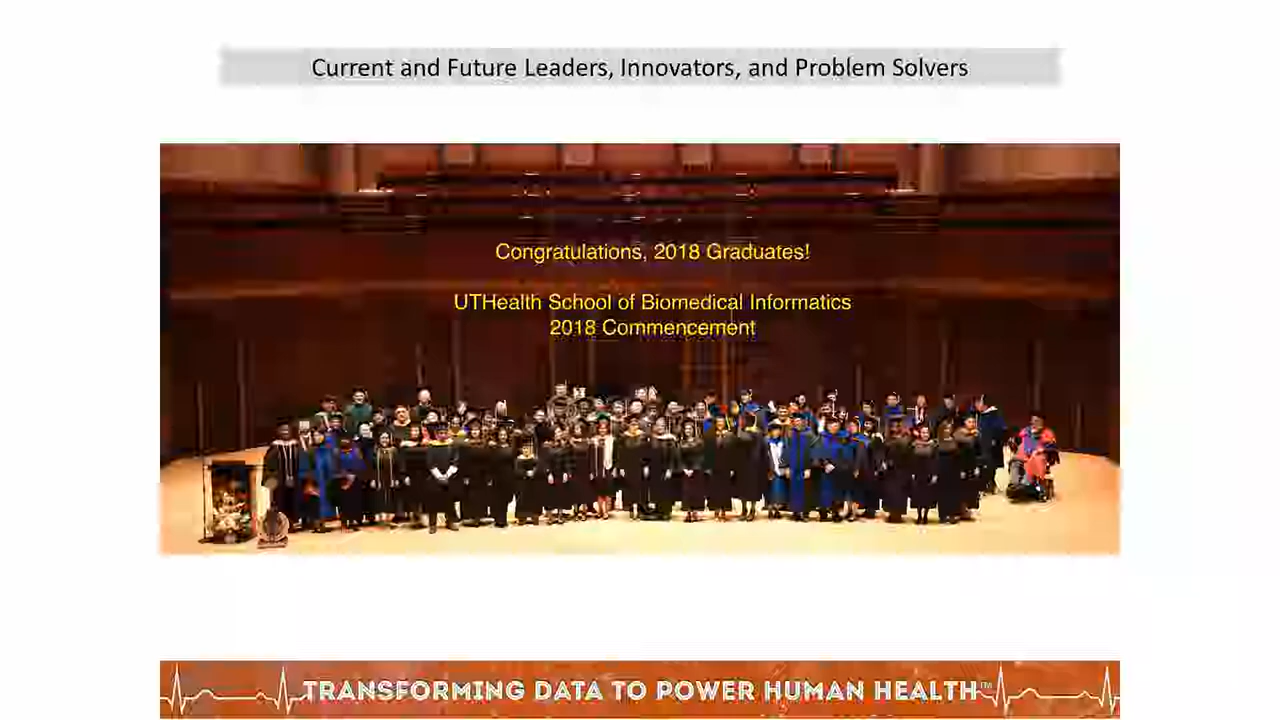 Current and Future Leaders, Innovators, and Problem Solvers
Congratulations, 2018 Graduates!
UTHealth School of Biomedical Informatics
2018 Commencement
TRANSFORMING DATA TO POWER HUMAN HEALTH™